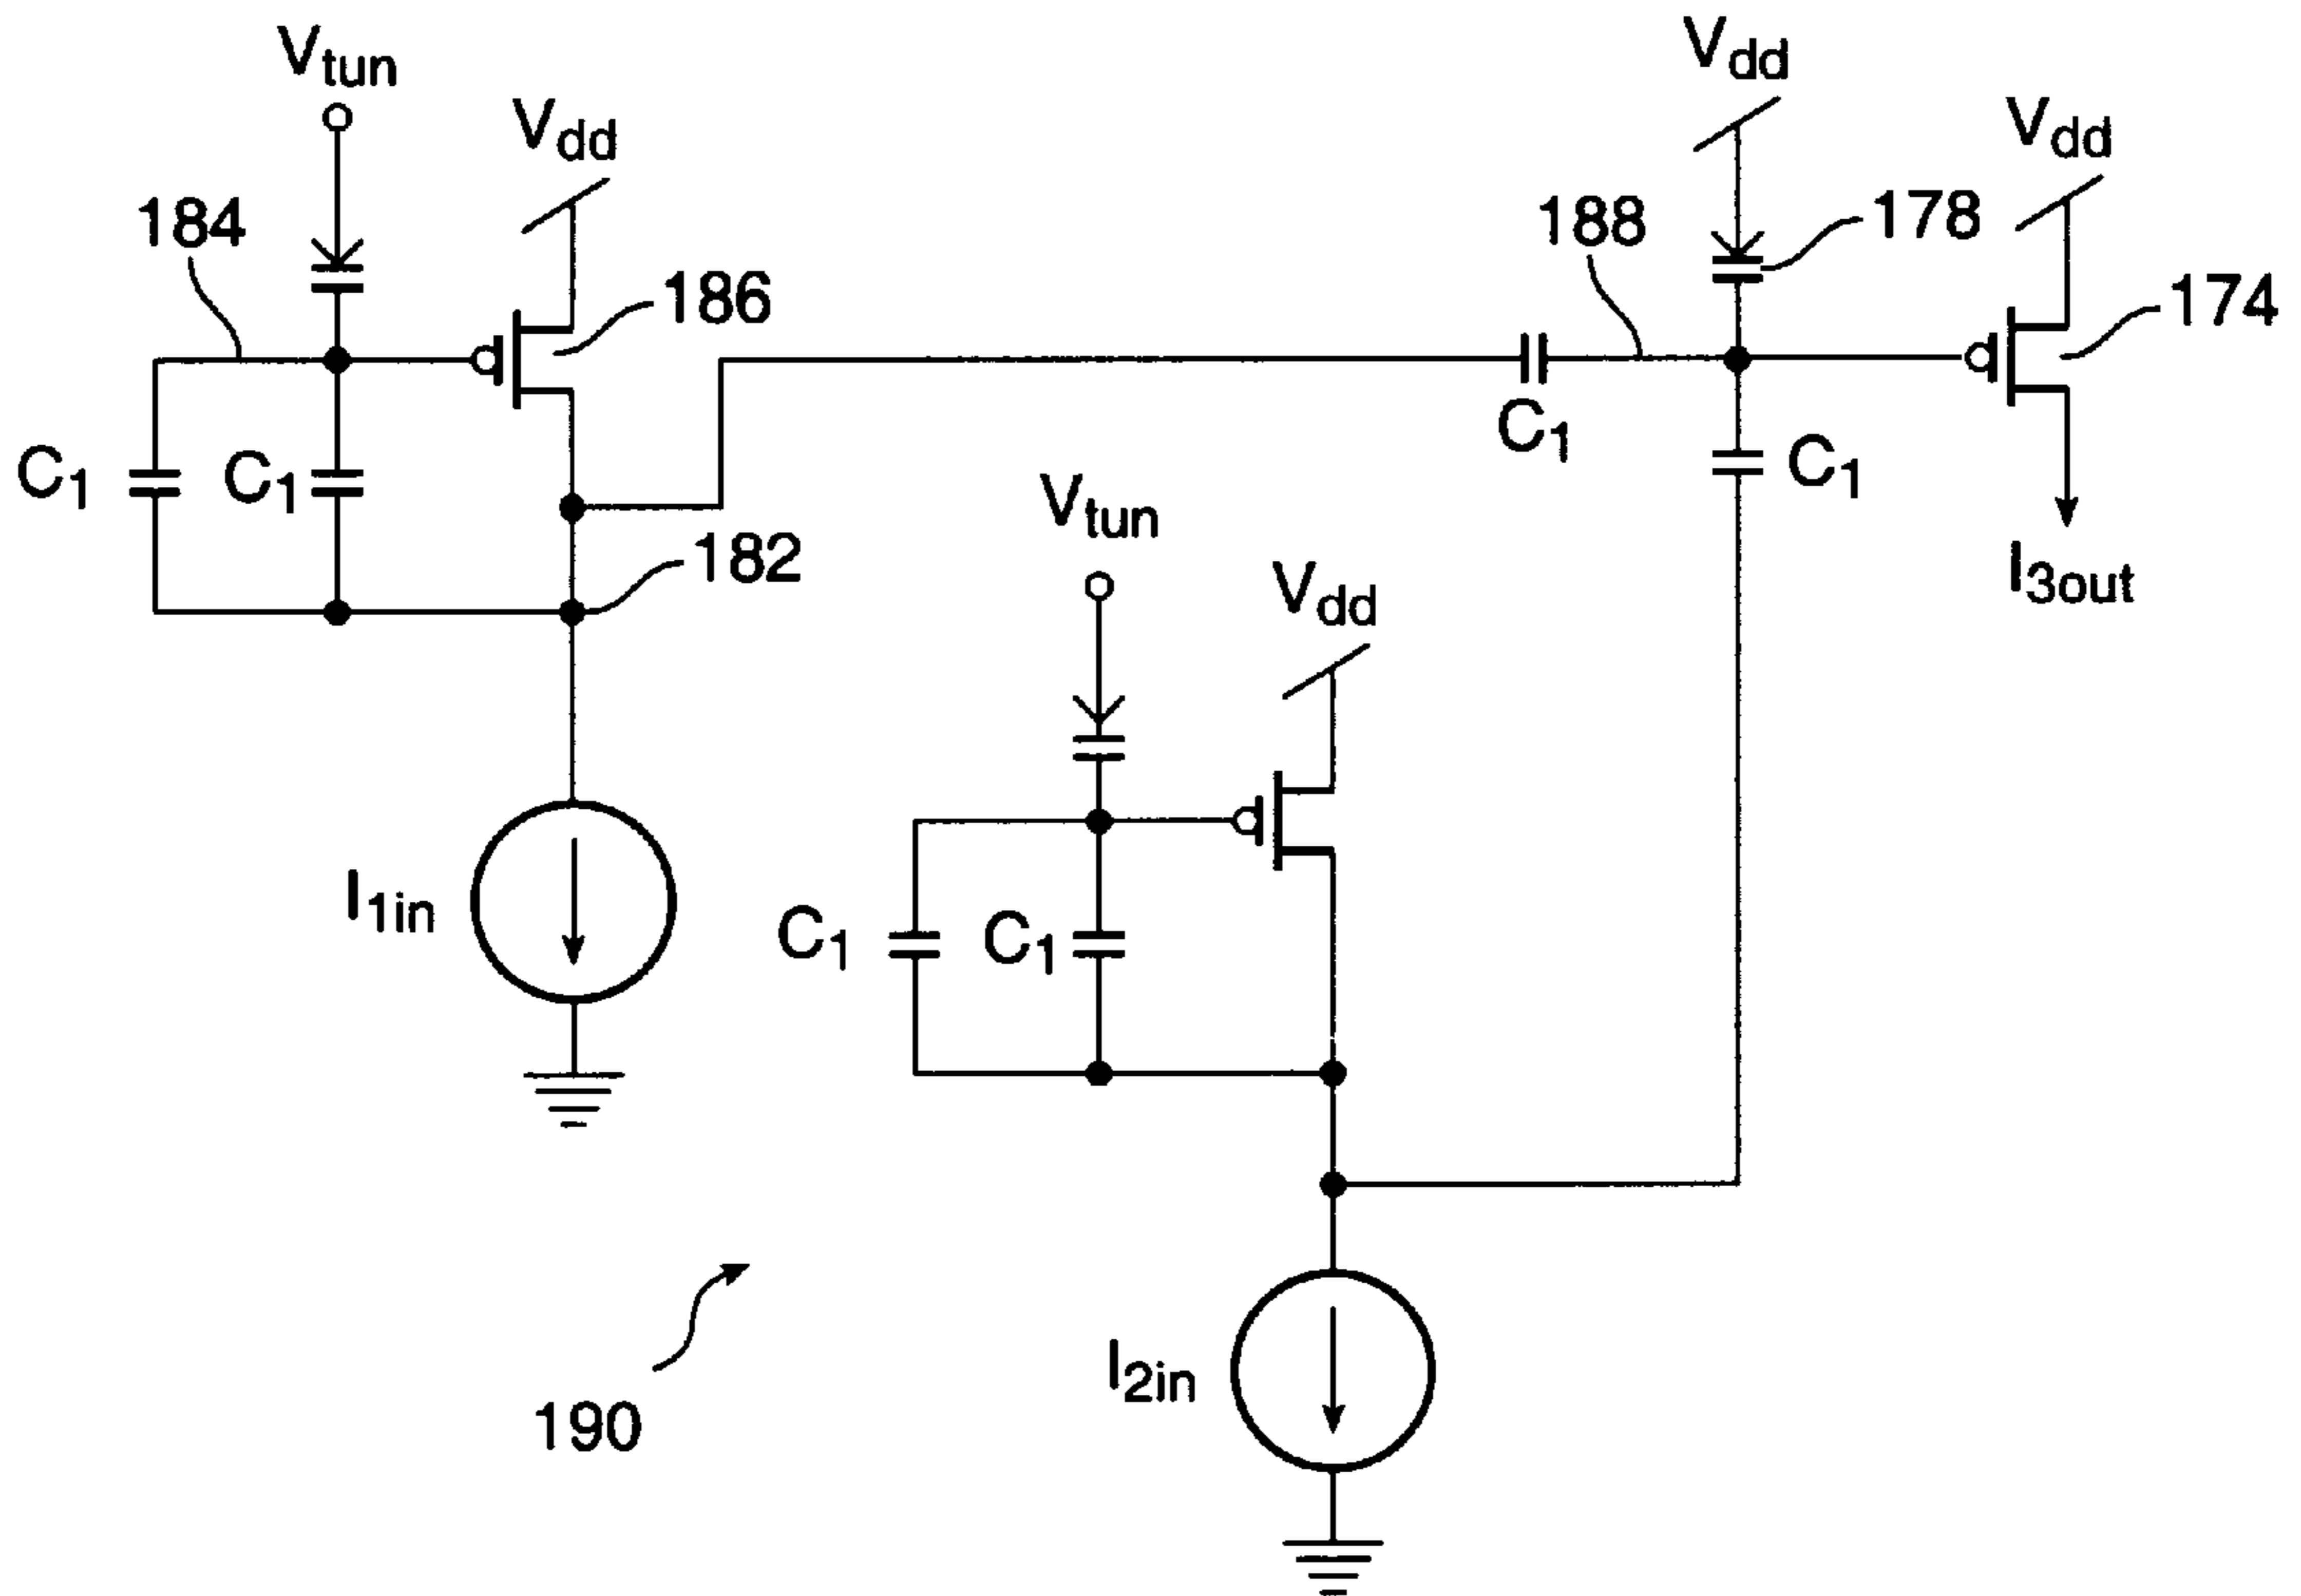 Vtun
Vdd
184
186
C1
C1
182
I1in
Vdd
188
178
Vdd
174
C1
C1
I3out
Vtun
Vdd
C1
C1
I2in
190